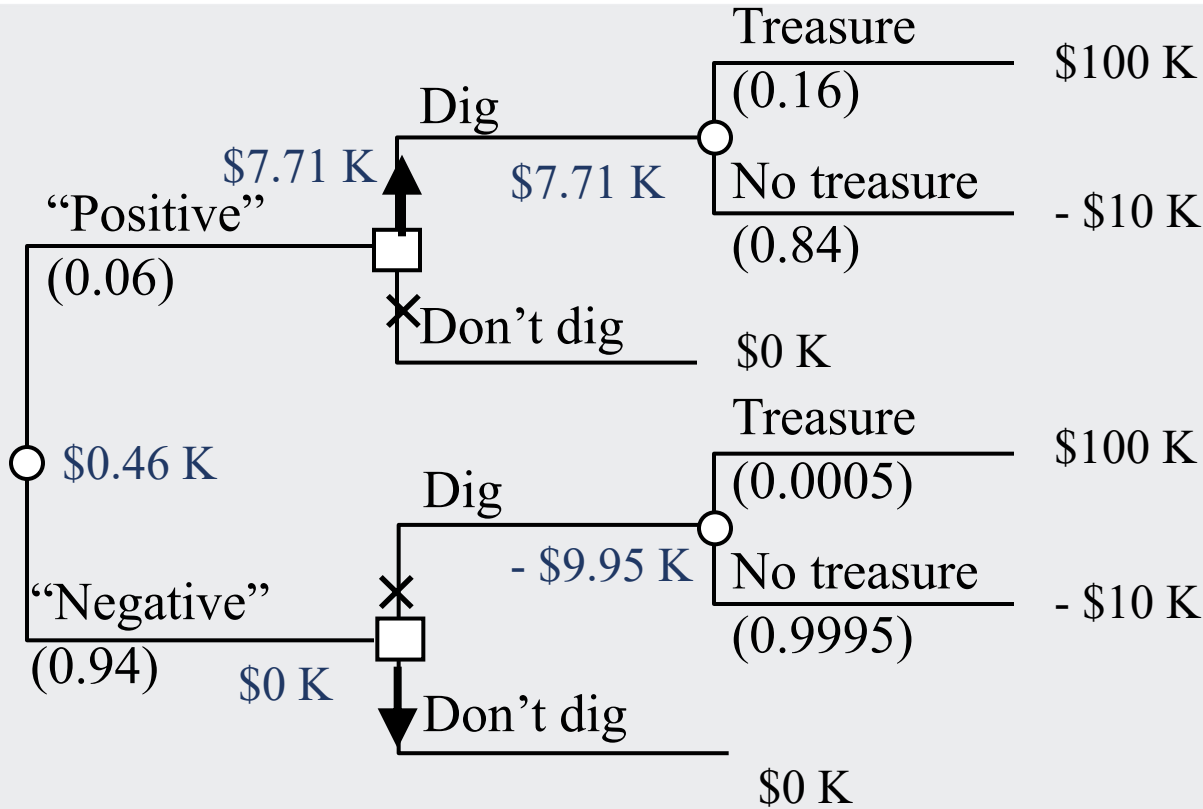 Treasure
$100 K
(0.16)
Dig
$7.71 K
$7.71 K
No treasure
- $10 K
“Positive”
(0.84)
(0.06)
Don’t dig
$0 K
Treasure
$100 K
$0.46 K
(0.0005)
Dig
- $9.95 K
No treasure
- $10 K
“Negative”
(0.9995)
(0.94)
$0 K
Don’t dig
$0 K